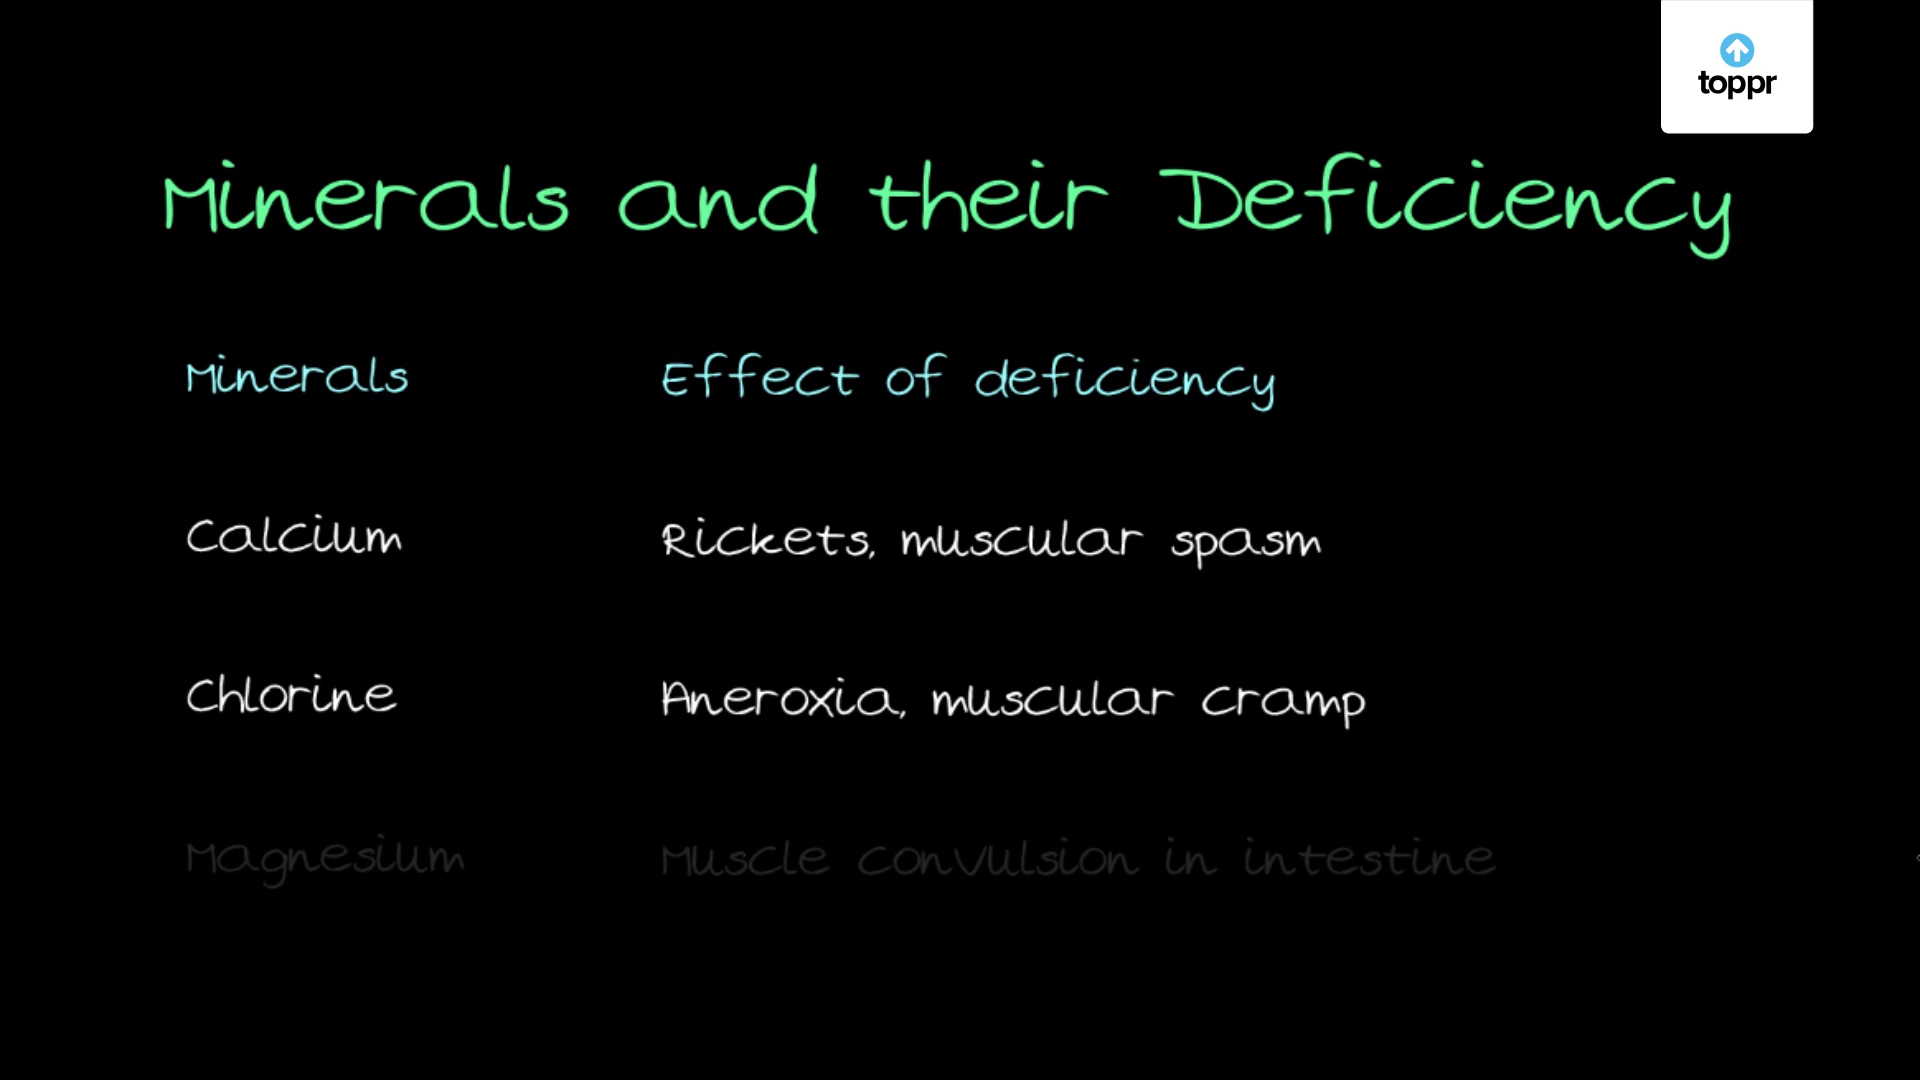 toppr
Minerals and their Deficiency
Minerals Effect of deficiency
Calcium Rickets, muscular spasm
Chlorine Aneroxia, muscular cramp
Magnesium Muscle convulsion in intestine